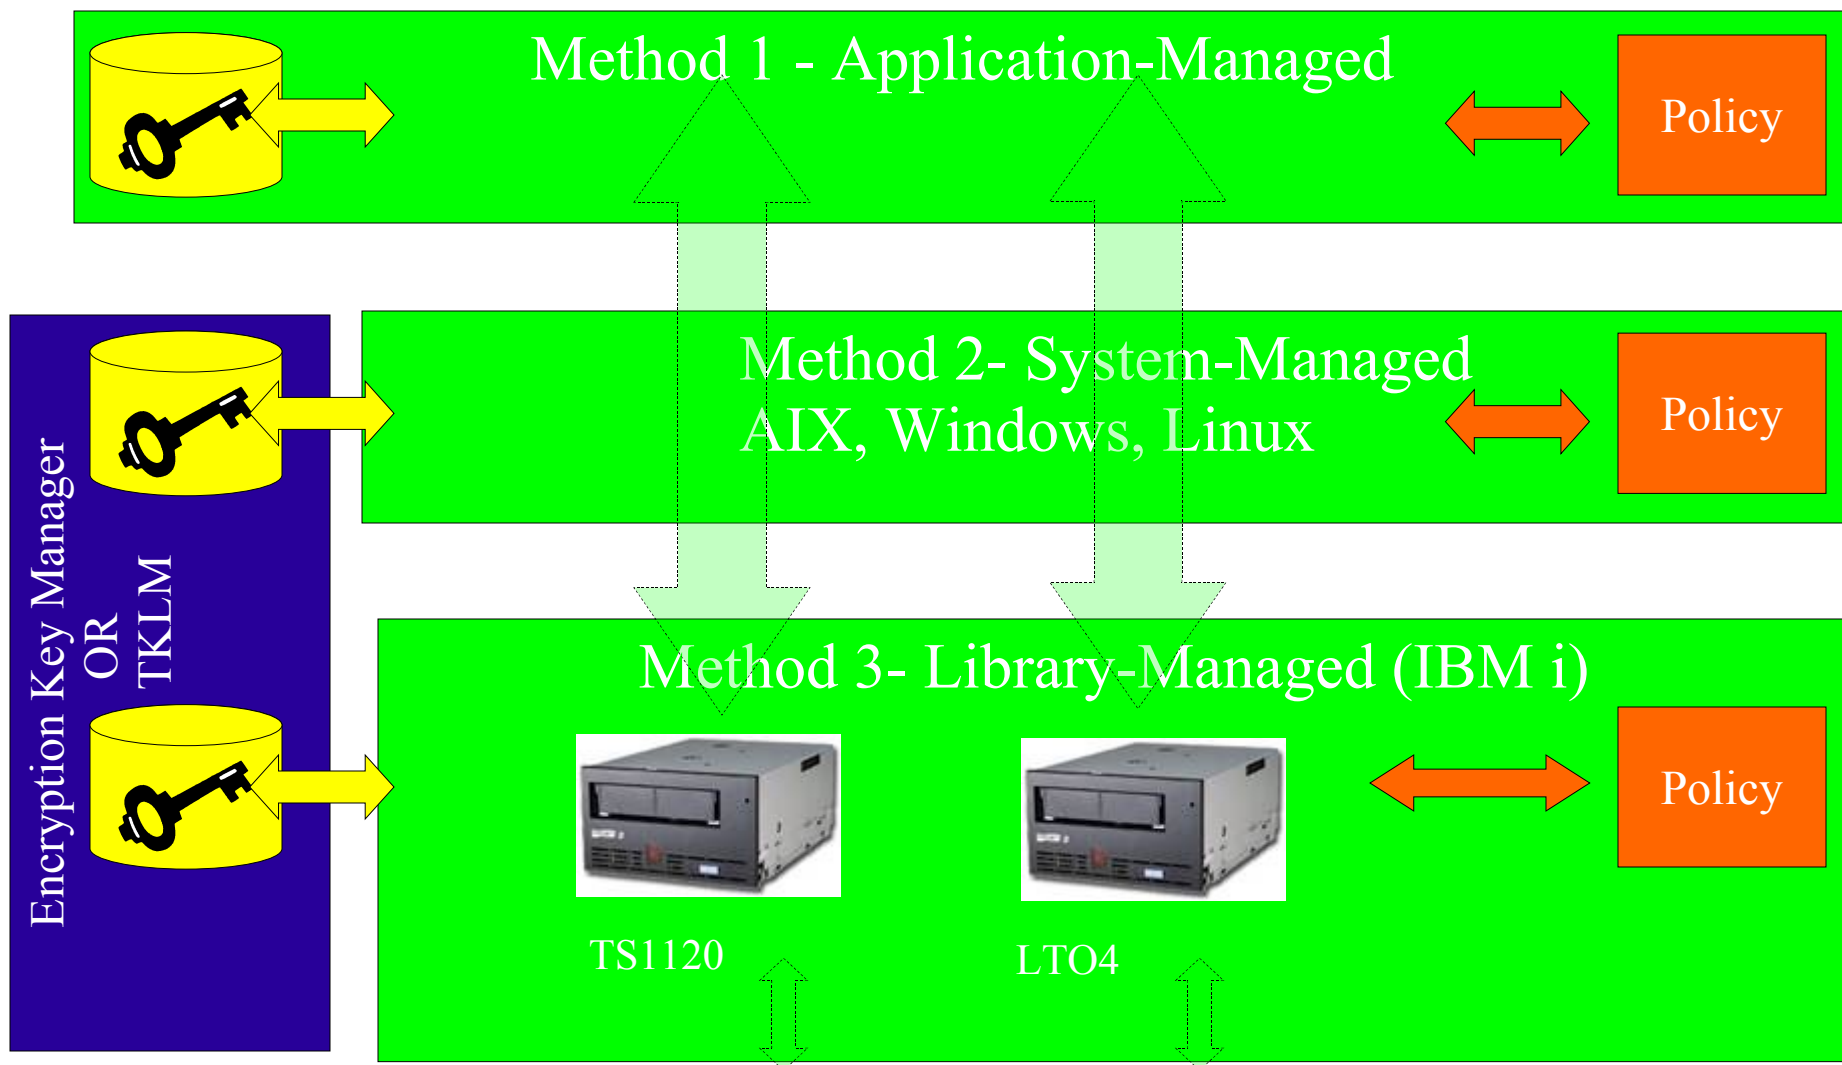 Method 1 - Application-Managed
Policy
Method 2- System-Managed
AIX, Windows, Linux
Policy
Encryption Key Manager
OR
TKLM
Method 3- Library-Managed (IBM i)
Policy
TS1120
LTO4